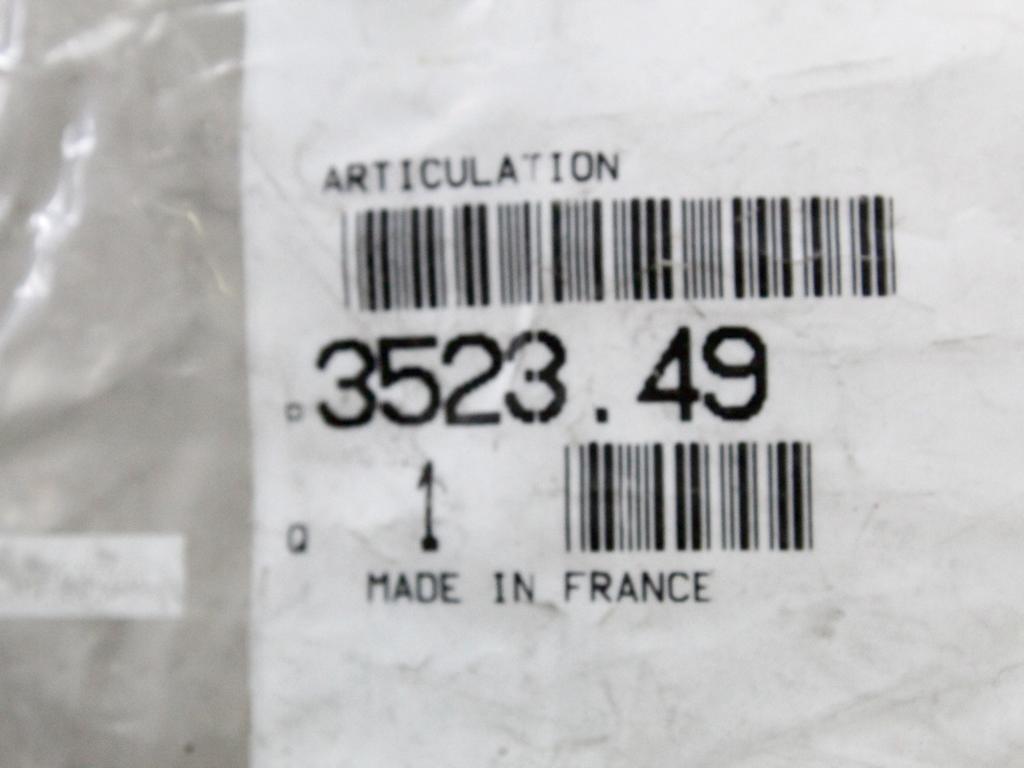 ARTICULATION
P 3523.49
Q 1
MADE IN FRANCE